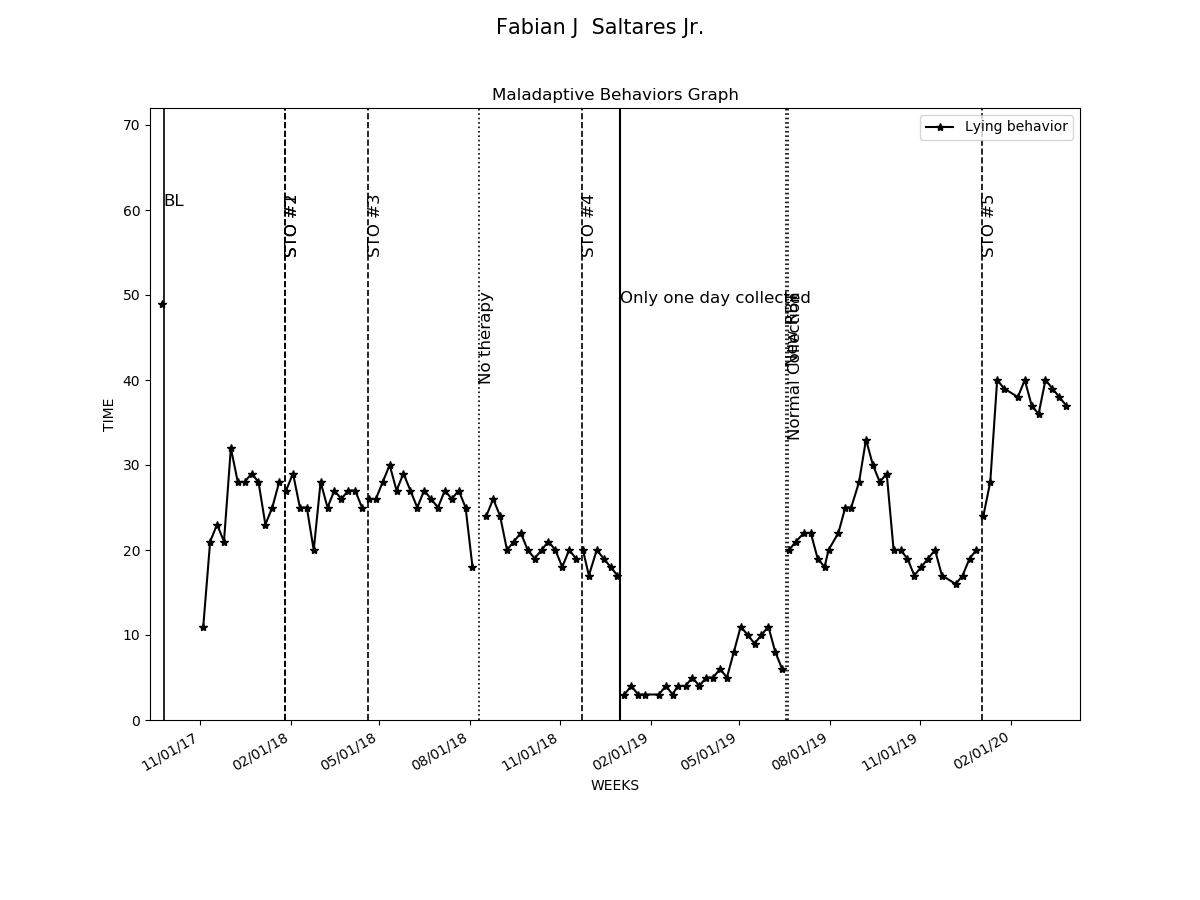 Fabian J  Saltares Jr.
Maladaptive Behaviors Graph
Lying behavior
70
60
50
40
30
20
10
0
TIME
BL
STO #2
STO #3
No therapy
STO #4
Only one day collected
Normal Collection
STO #5
11/01/17
02/01/18
05/01/18
08/01/18
11/01/18
02/01/19
05/01/19
08/01/19
11/01/19
02/01/20
WEEKS